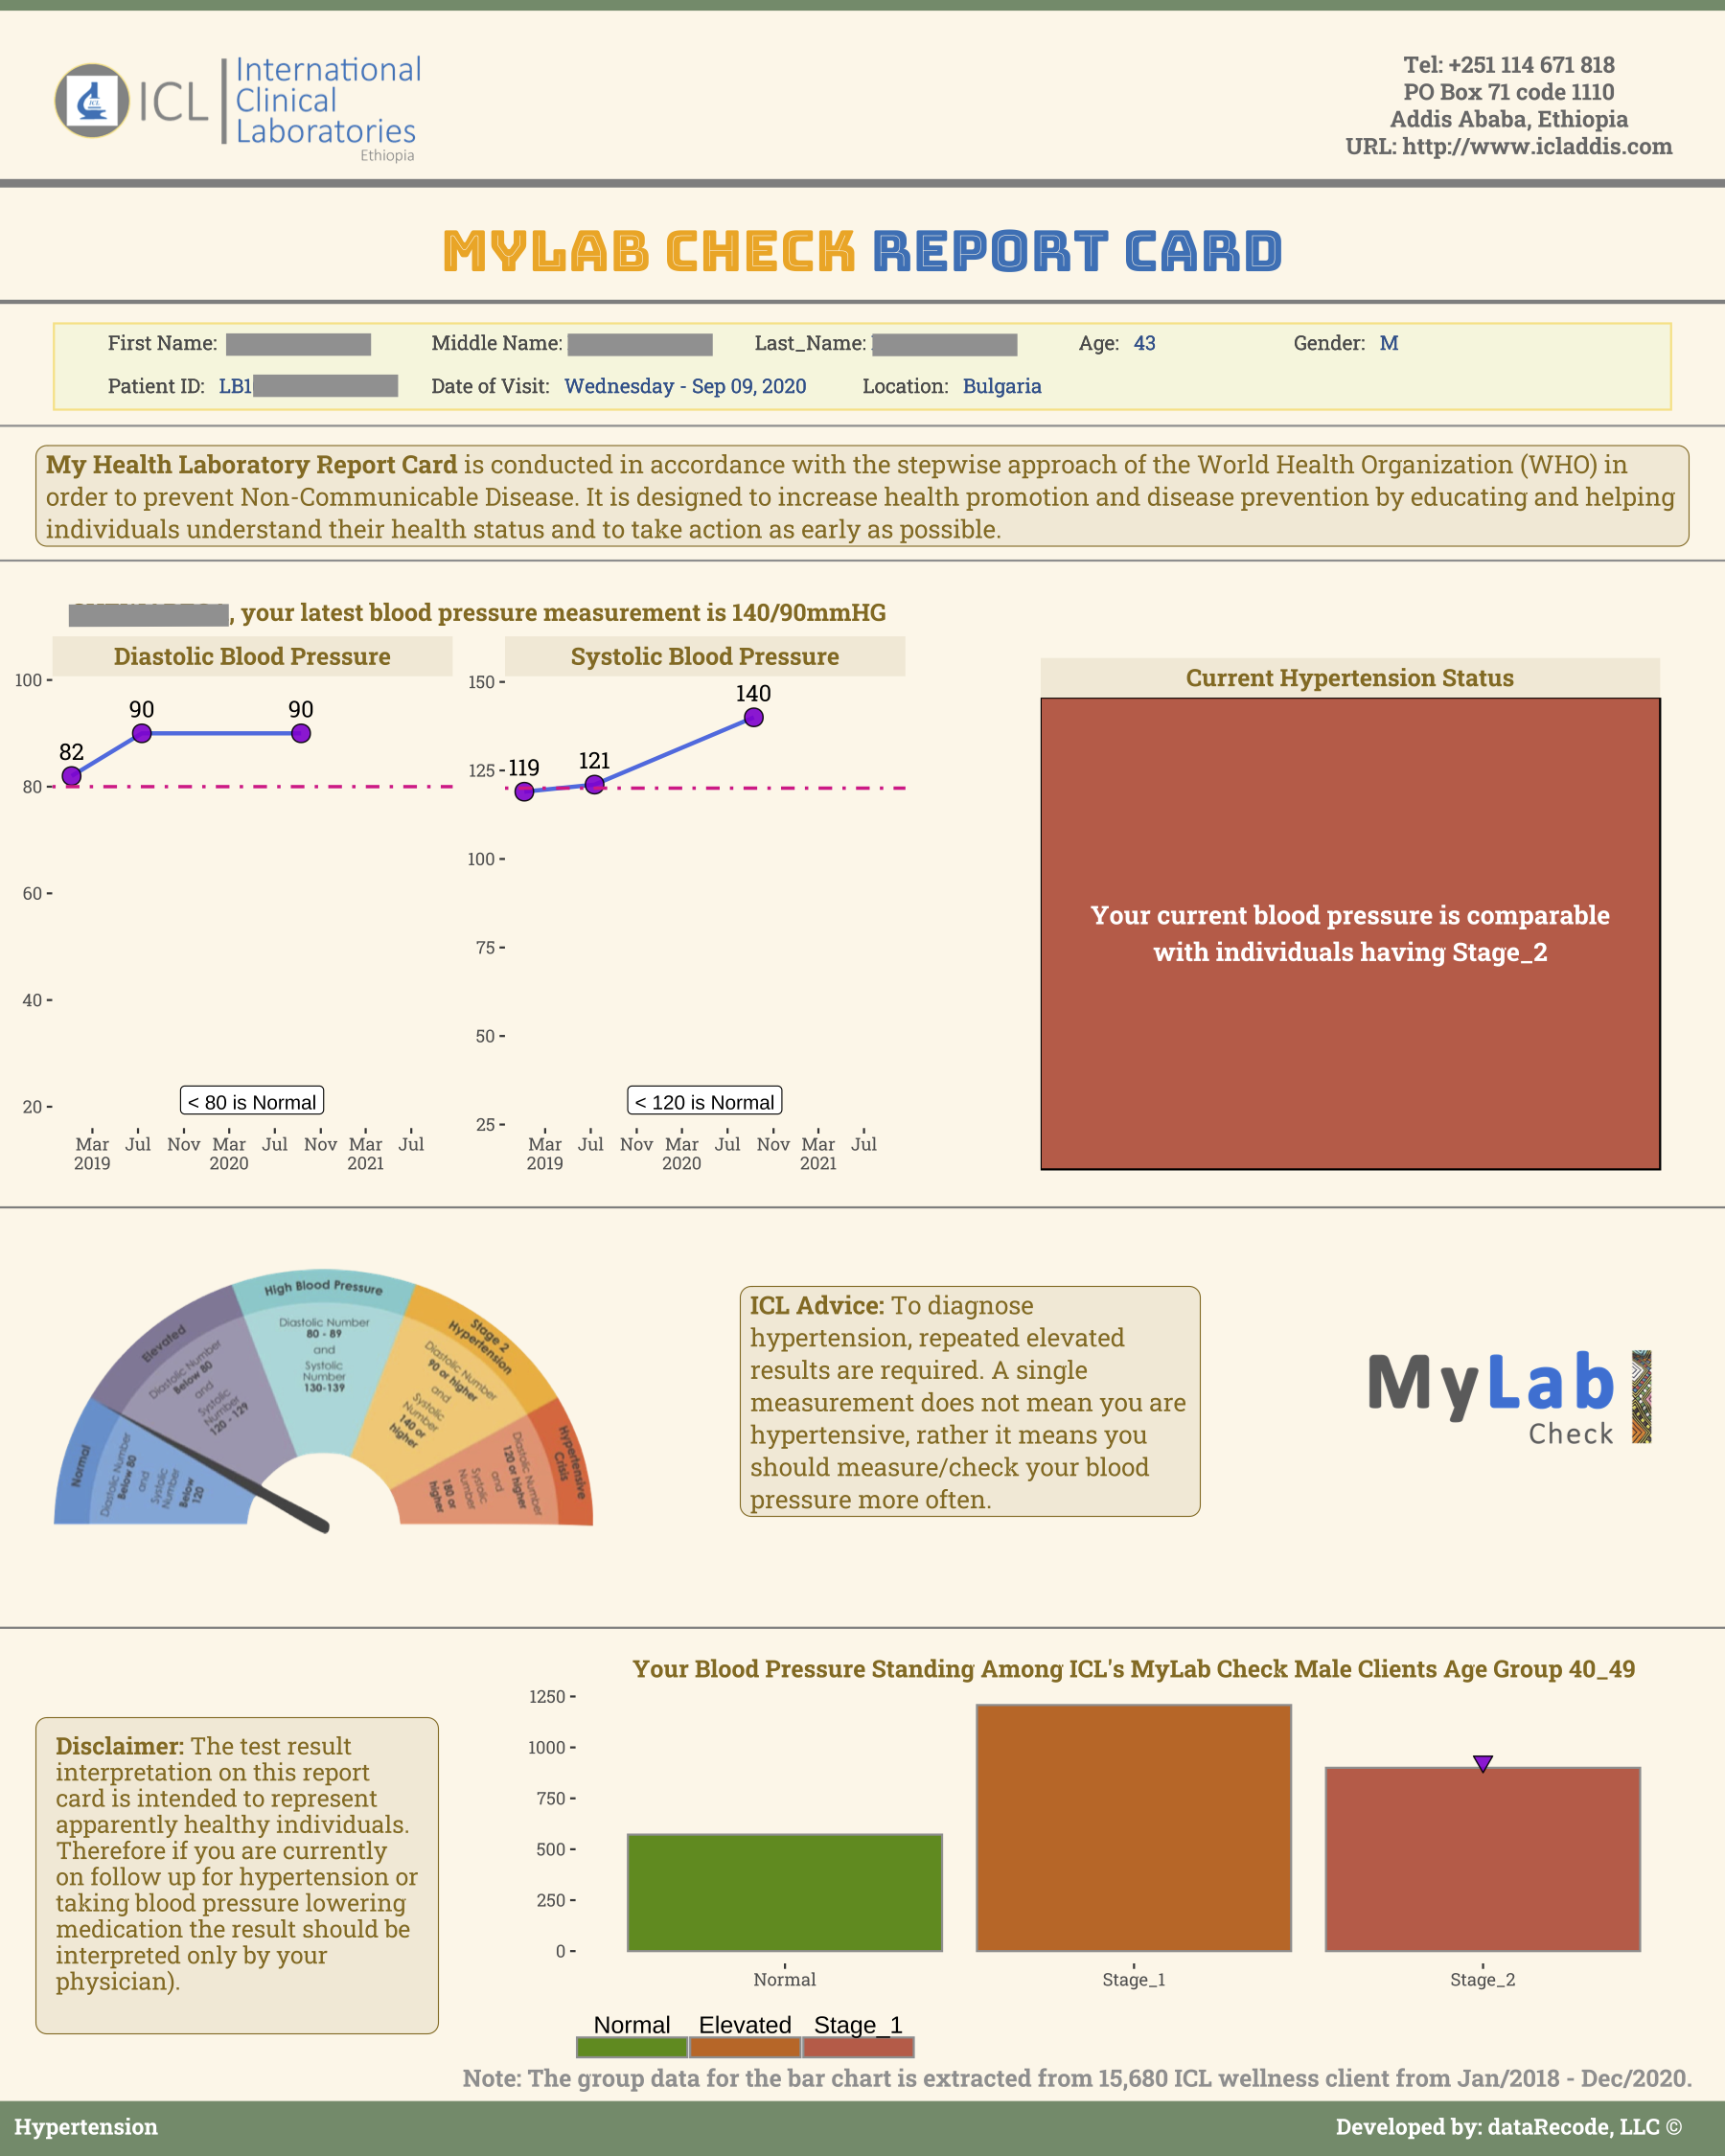 ICL
International
Clinical
Laboratories
Ethiopia
Tel: +251 114 671 818
PO Box 71 code 1110
Addis Ababa, Ethiopia
URL: http://www.icladdis.com
MYLAB CHECK REPORT CARD
First Name: Middle Name: Last_Name: Age: 43 Gender: M
Patient ID: LB1 Date of Visit: Wednesday - Sep 09, 2020 Location: Bulgaria
My Health Laboratory Report Card is conducted in accordance with the stepwise approach of the World Health Organization (WHO) in
order to prevent Non-Communicable Disease. It is designed to increase health promotion and disease prevention by educating and helping
individuals understand their health status and to take action as early as possible.
, your latest blood pressure measurement is 140/90mmHG
Diastolic Blood Pressure
100
80
60
40
20
82
90
90
< 80 is Normal
Mar Jul Nov Mar Jul Nov Mar Jul
2019 2020 2021
Systolic Blood Pressure
150
125
100
75
50
25
119
121
140
< 120 is Normal
Mar Jul Nov Mar Jul Nov Mar Jul
2019 2020 2021
Current Hypertension Status
Your current blood pressure is comparable
with individuals having Stage_2
Normal
Diastolic Number
Below 80
and
Systolic
Number
Below
120
Elevated
Diastolic Number
Below 80
and
Systolic
Number
120 - 129
High Blood Pressure
Diastolic Number
80 - 89
and
Systolic
Number
130-139
Stage 2
Hypertension
Diastolic Number
90 or higher
and
Systolic
Number
140 or
higher
Hypertensive
Crisis
Diastolic Number
120 or higher
and
Systolic
Number
180 or
higher
ICL Advice: To diagnose
hypertension, repeated elevated
results are required. A single
measurement does not mean you are
hypertensive, rather it means you
should measure/check your blood
pressure more often.
MyLab
Check
Disclaimer: The test result
interpretation on this report
card is intended to represent
apparently healthy individuals.
Therefore if you are currently
on follow up for hypertension or
taking blood pressure lowering
medication the result should be
interpreted only by your
physician).
Your Blood Pressure Standing Among ICL's MyLab Check Male Clients Age Group 40_49
1250
1000
750
500
250
0
Normal Stage_1 Stage_2
Normal Elevated Stage_1
Note: The group data for the bar chart is extracted from 15,680 ICL wellness client from Jan/2018 - Dec/2020.
Hypertension
Developed by: dataRecode, LLC ©